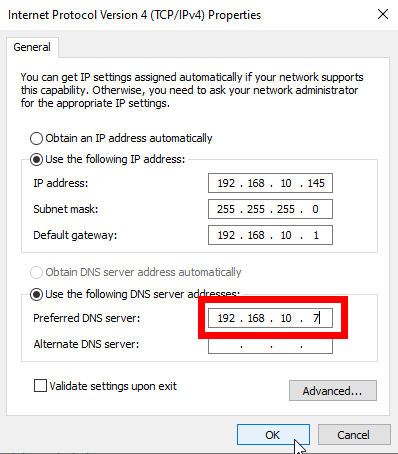 Internet Protocol Version 4 (TCP/IPv4) Properties
General
You can get IP settings assigned automatically if your network supports
this capability. Otherwise, you need to ask your network administrator
for the appropriate IP settings.
Obtain an IP address automatically
Use the following IP address:
IP address: 192 . 168 . 10 . 145
Subnet mask: 255 . 255 . 255 . 0
Default gateway: 192 . 168 . 10 . 1
Obtain DNS server address automatically
Use the following DNS server addresses:
Preferred DNS server: 192 . 168 . 10 . 7
Alternate DNS server: . . .
Validate settings upon exit
Advanced...
OK Cancel